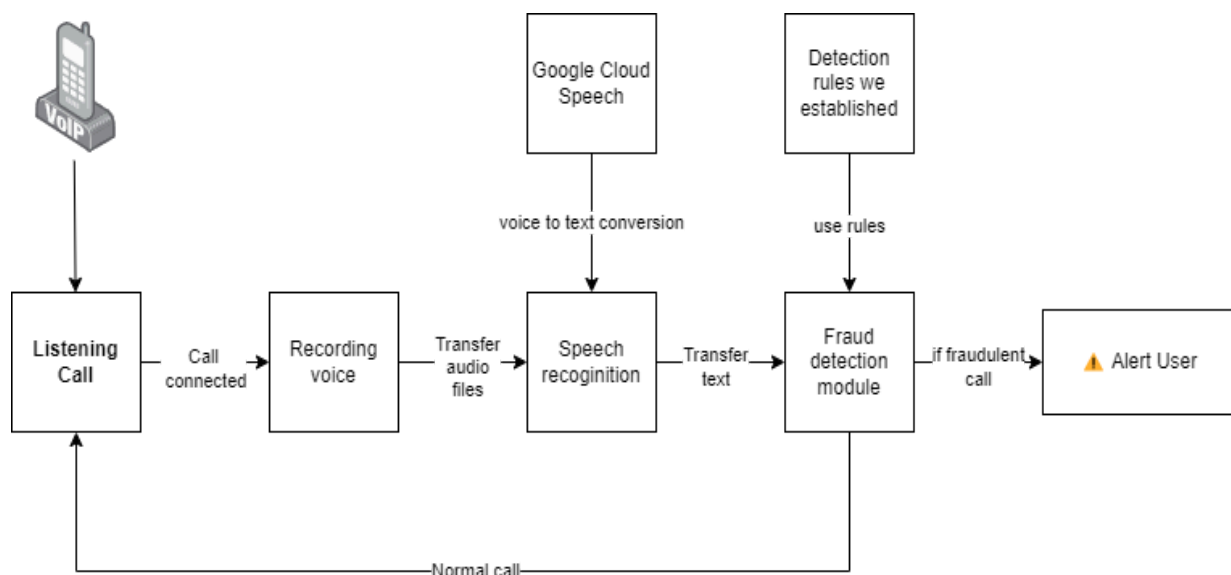 VoIP
Google Cloud
Speech
Detection
rules we
established
voice to text conversion
use rules
Listening
Call
Call
connected
Recording
voice
Transfer
audio
files
Speech
recoginition
Transfer
text
Fraud
detection
module
if fraudulent
call
Alert User
Normal call